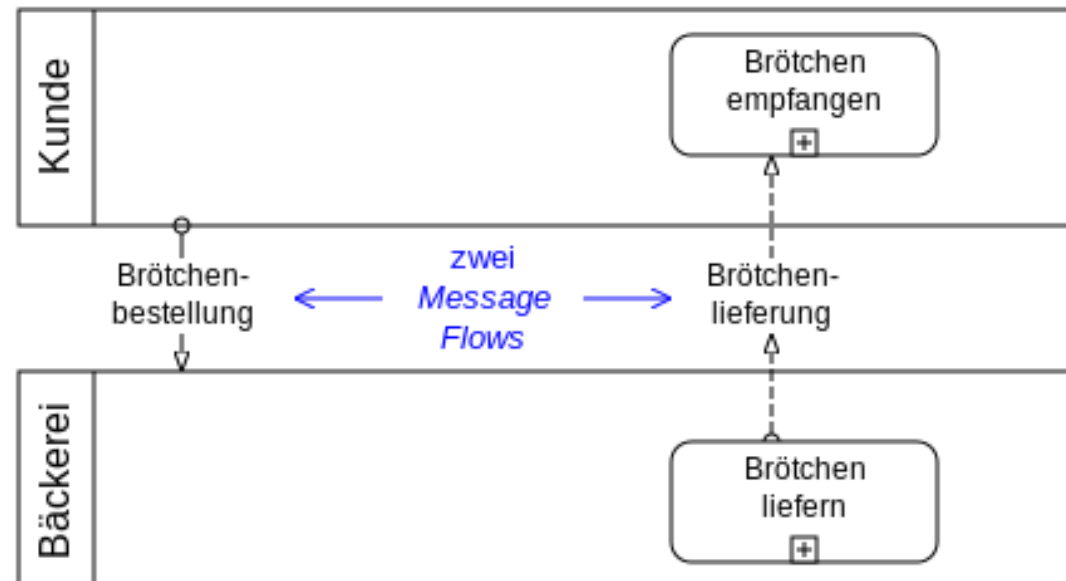 Kunde
Brötchen
empfangen
Brötchen-
bestellung
zwei
Message
Flows
Brötchen-
lieferung
Bäckerei
Brötchen
liefern